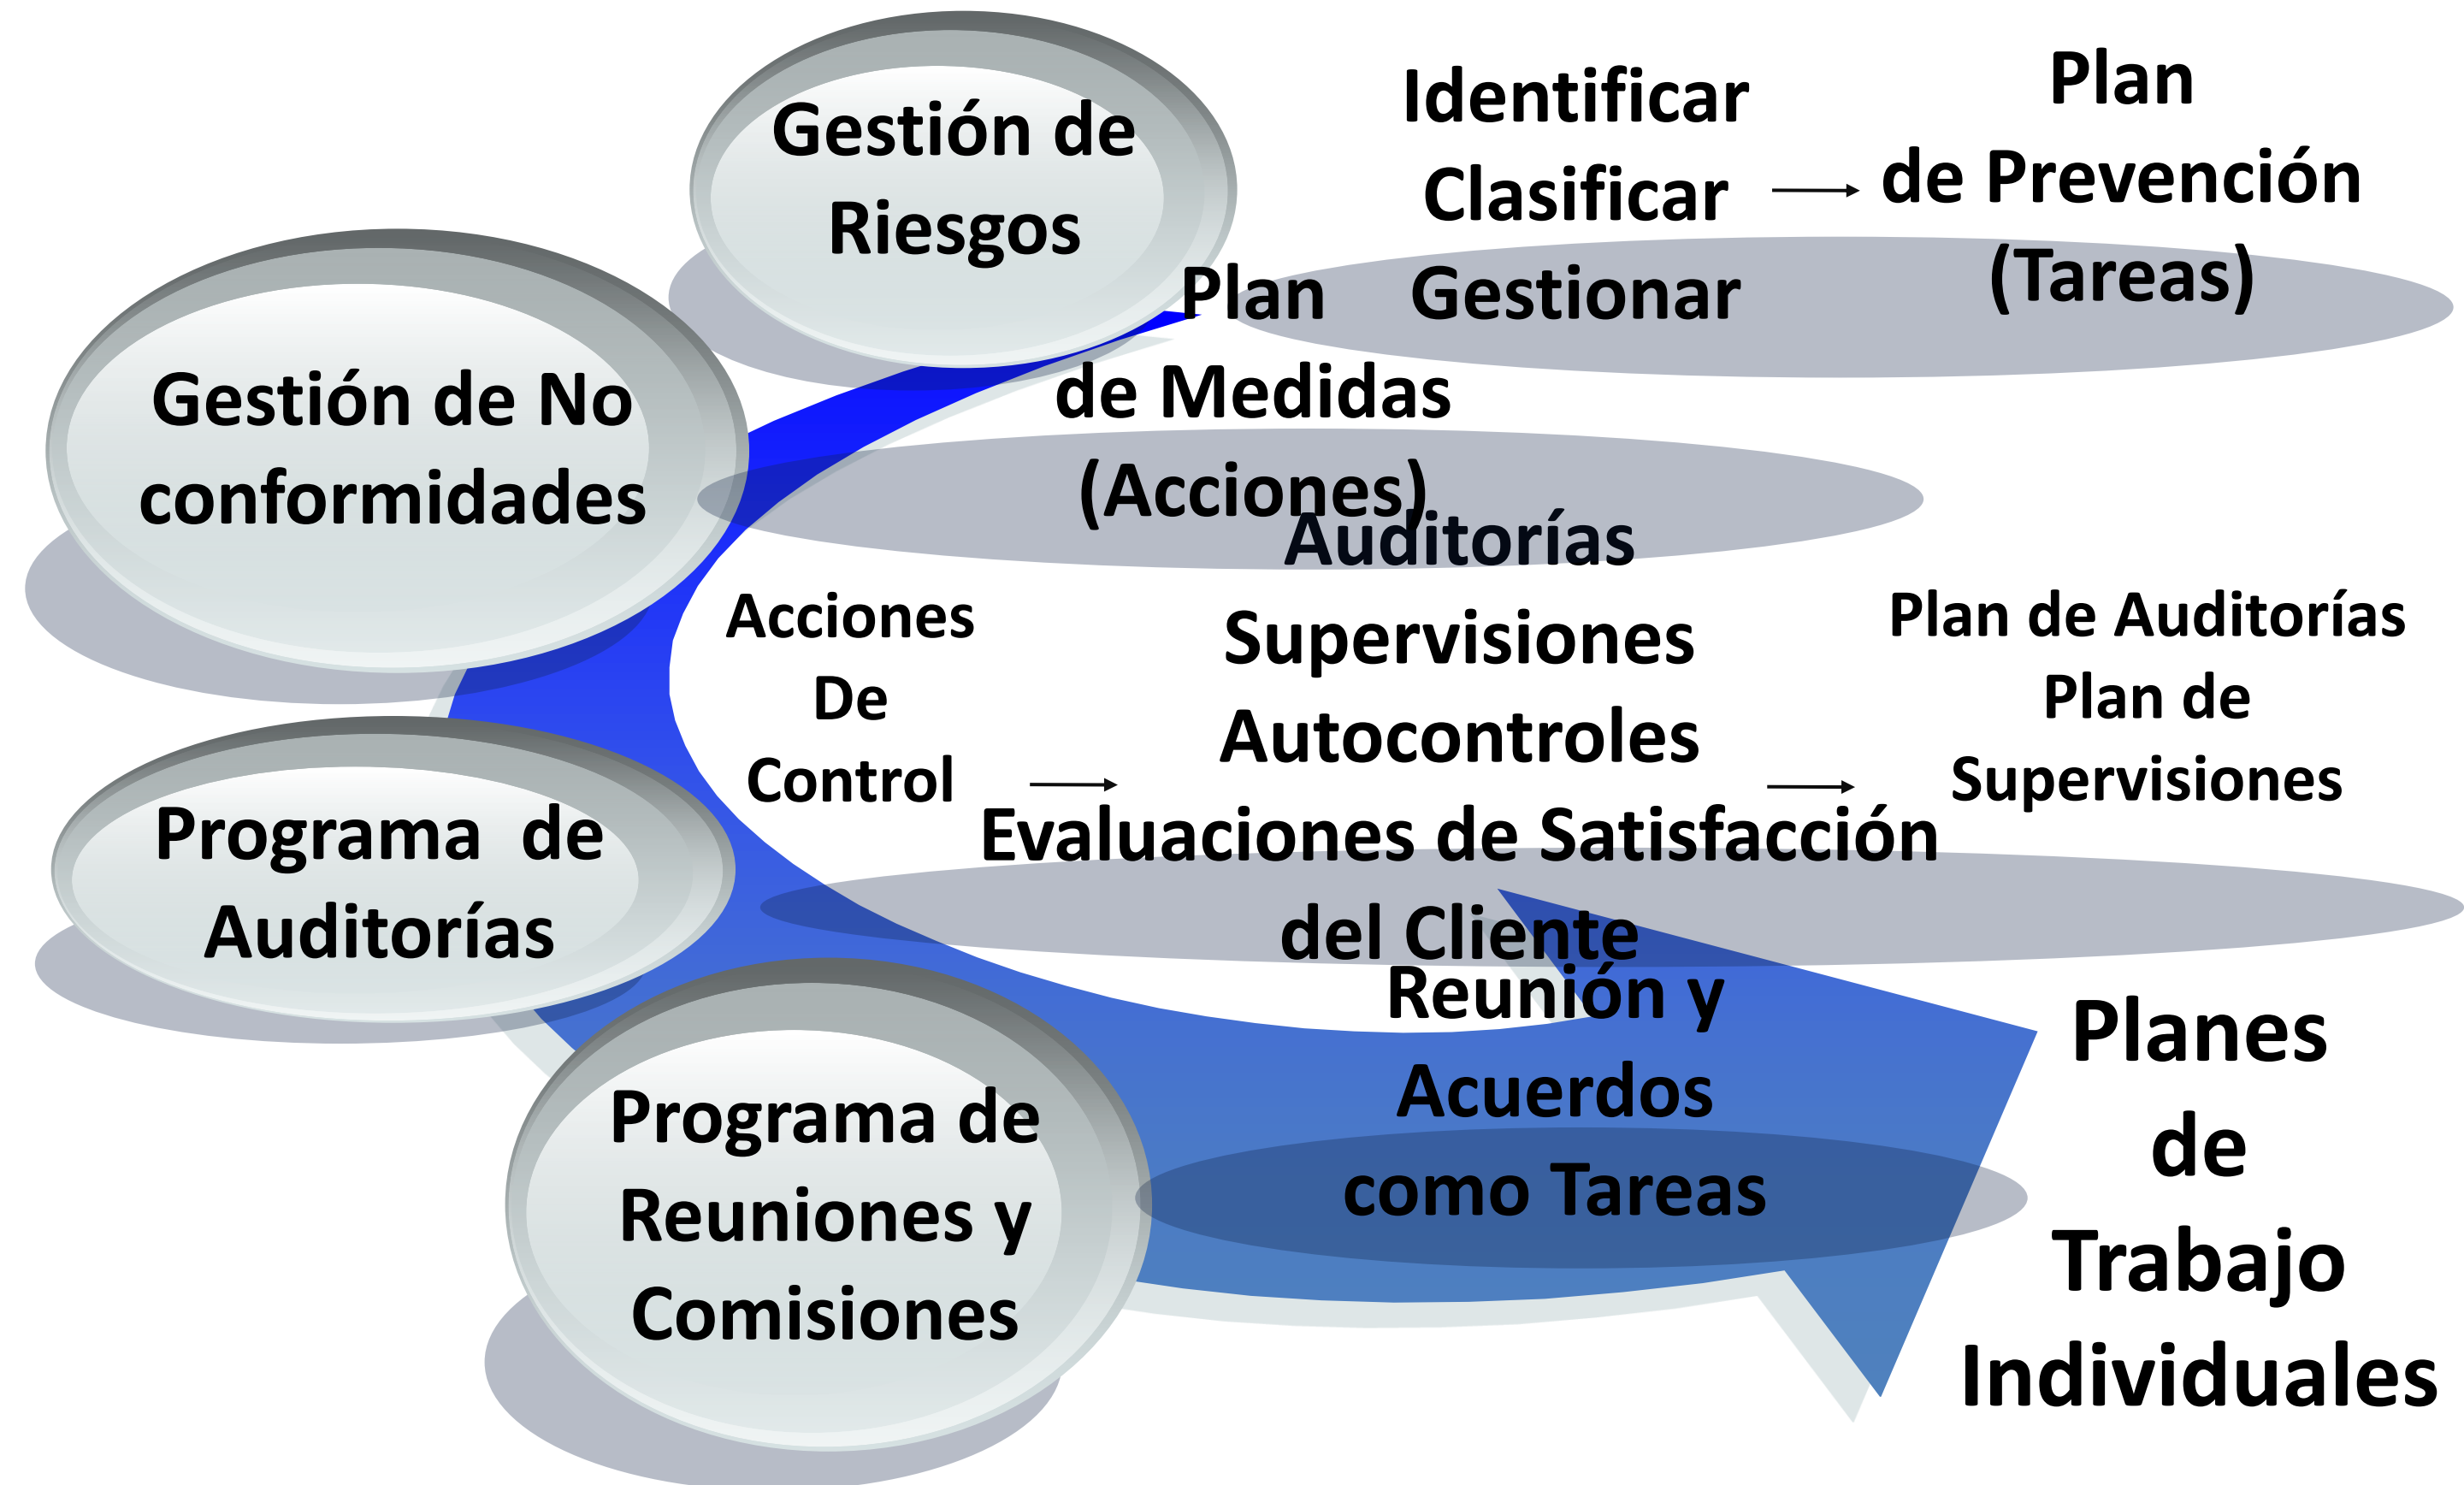 Gestión de
Riesgos
Identificar
Clasificar
Gestionar
Plan
de Prevención
(Tareas)
Gestión de No
conformidades
Plan
de Medidas
(Acciones)
Programa de
Auditorías
Acciones
De
Control
Auditorías
Supervisiones
Autocontroles
Evaluaciones de Satisfacción
del Cliente
Plan de Auditorías
Plan de
Supervisiones
Programa de
Reuniones y
Comisiones
Reunión y
Acuerdos
como Tareas
Planes
de
Trabajo
Individuales